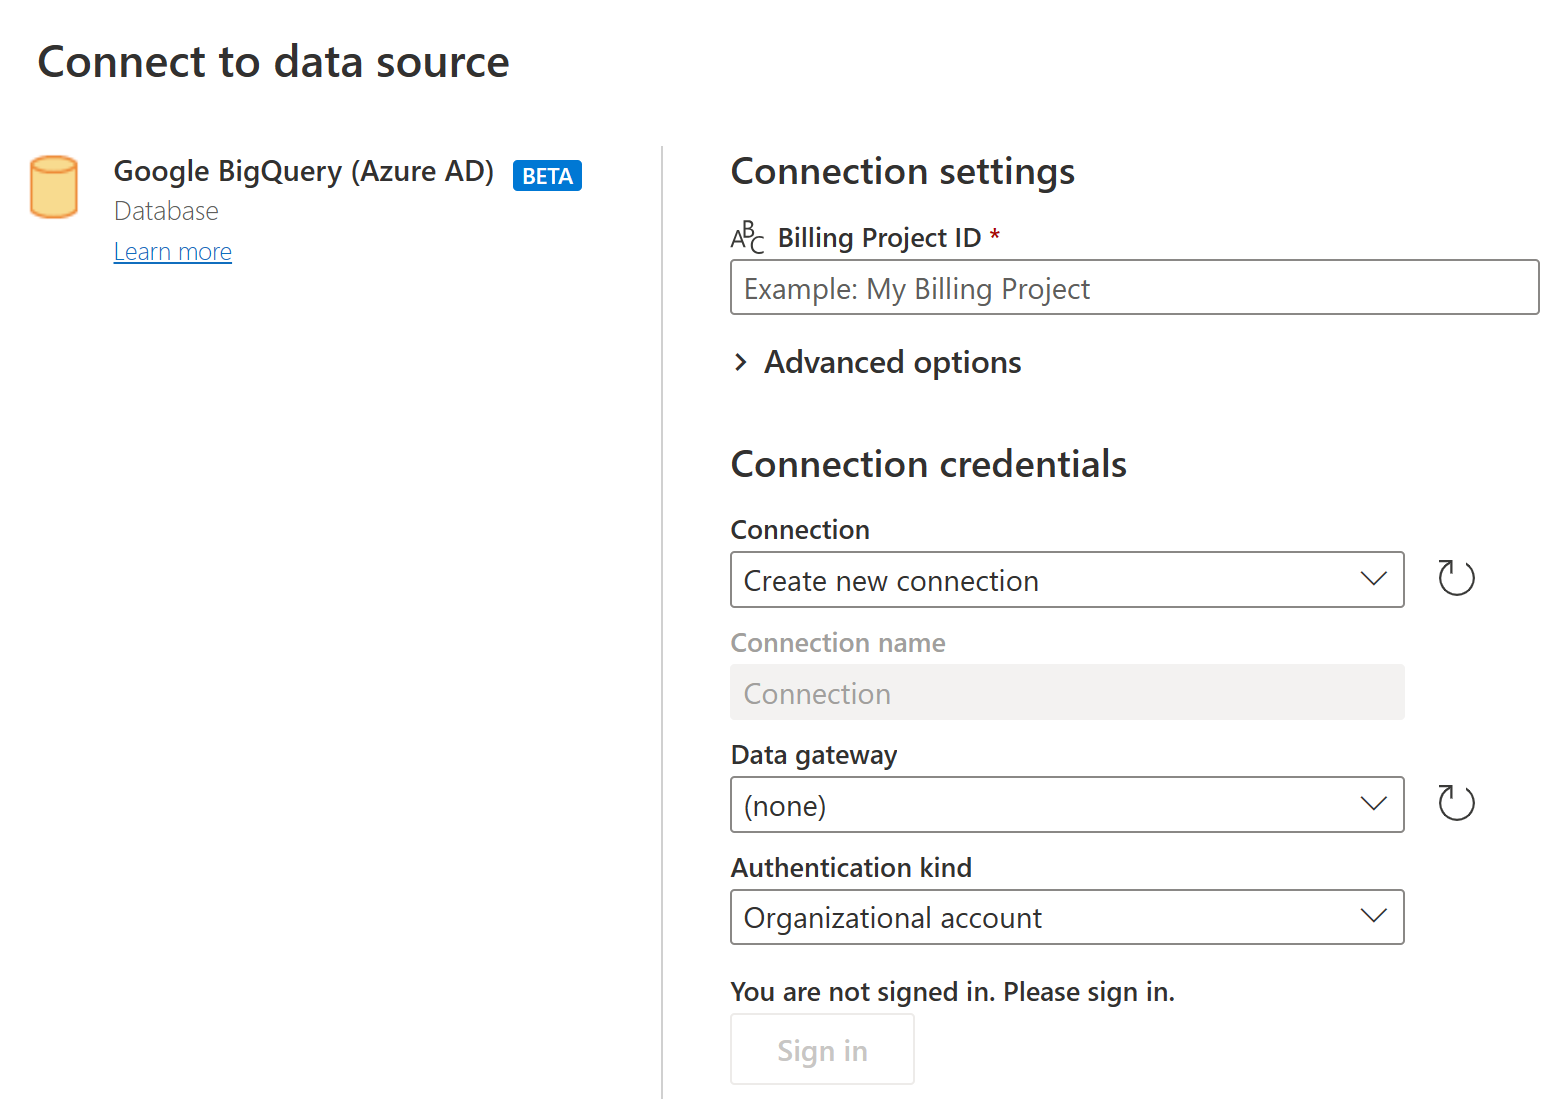 Connect to data source
Google BigQuery (Azure AD) BETA
Database
Learn more
Connection settings
ABC Billing Project ID *
Example: My Billing Project
Advanced options
Connection credentials
Connection
Create new connection
Connection name
Connection
Data gateway
(none)
Authentication kind
Organizational account
You are not signed in. Please sign in.
Sign in